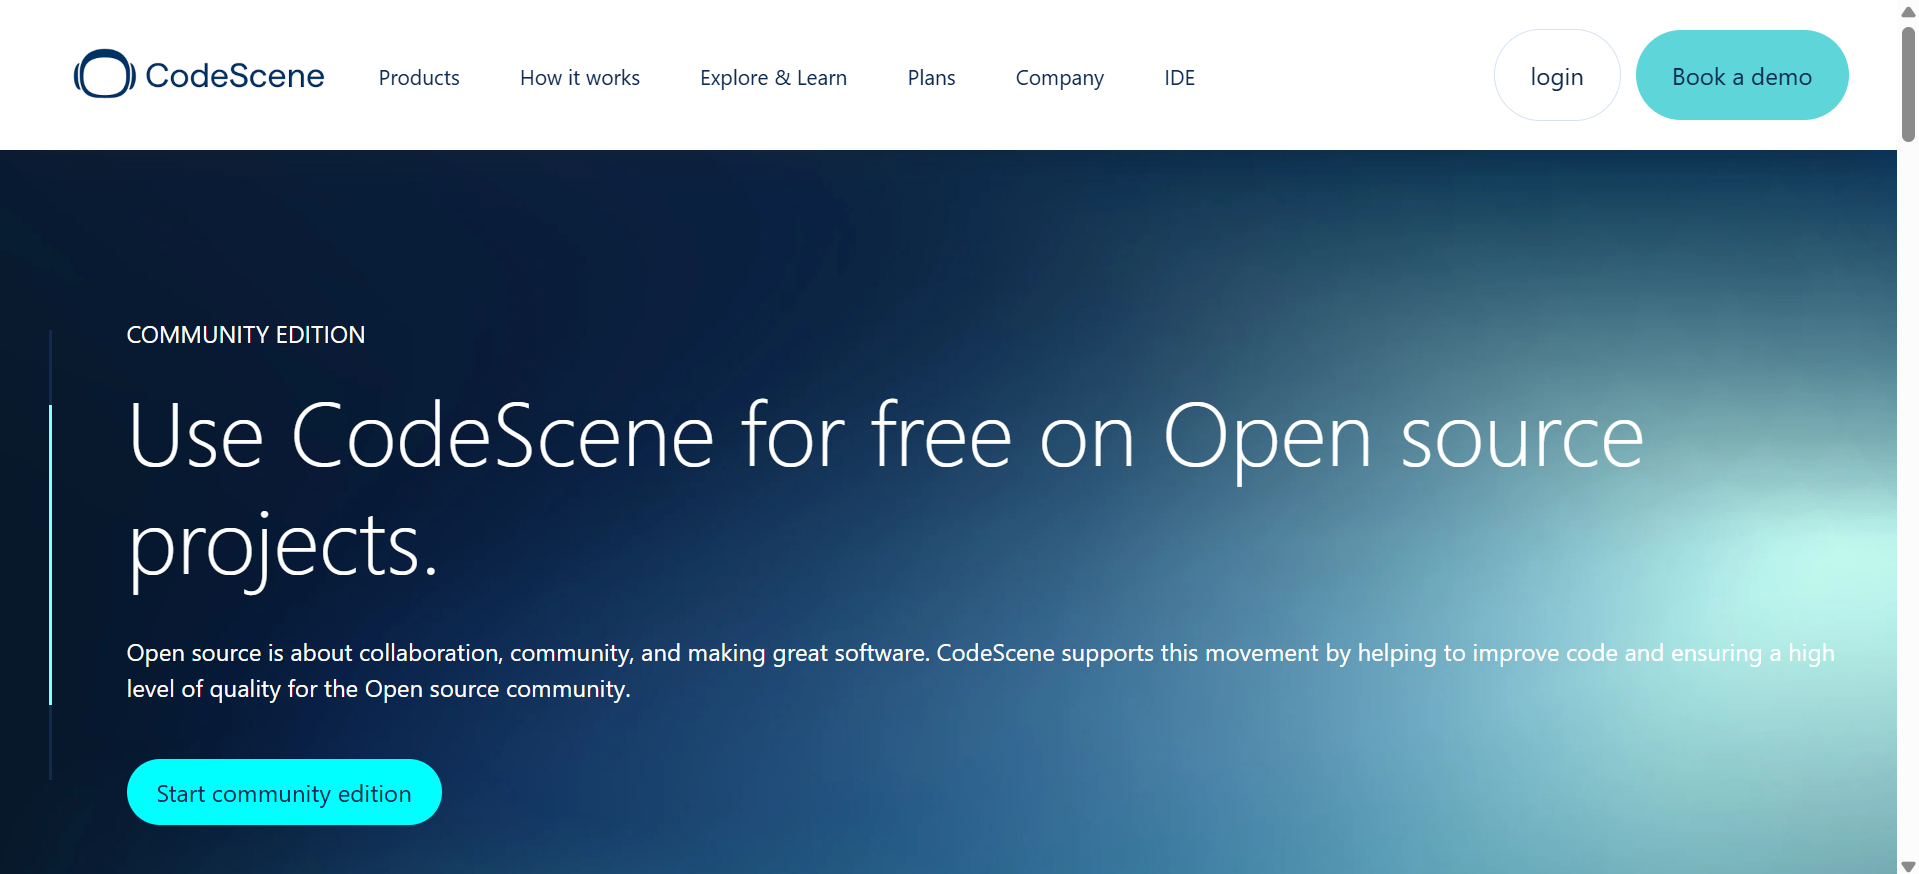 CodeScene
Products
How it works
Explore & Learn
Plans
Company
IDE
login
Book a demo
COMMUNITY EDITION
Use CodeScene for free on Open source
projects.
Open source is about collaboration, community, and making great software. CodeScene supports this movement by helping to improve code and ensuring a high
level of quality for the Open source community.
Start community edition